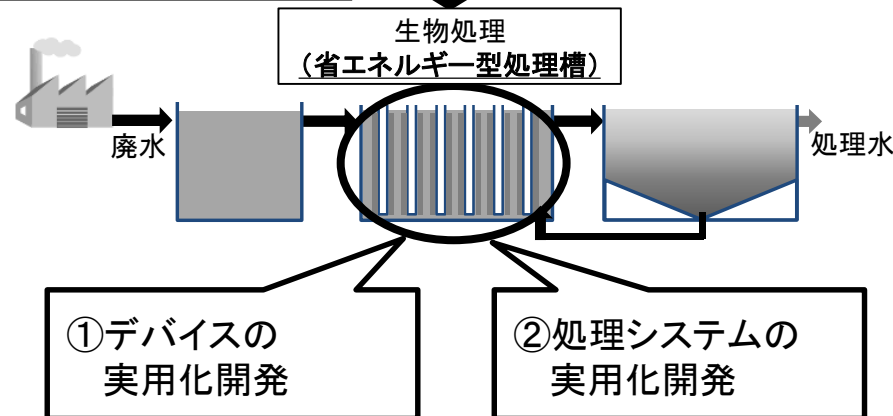 生物処理
（省エネルギー型処理槽）
廃水
処理水
①デバイスの
実用化開発
②処理システムの
実用化開発